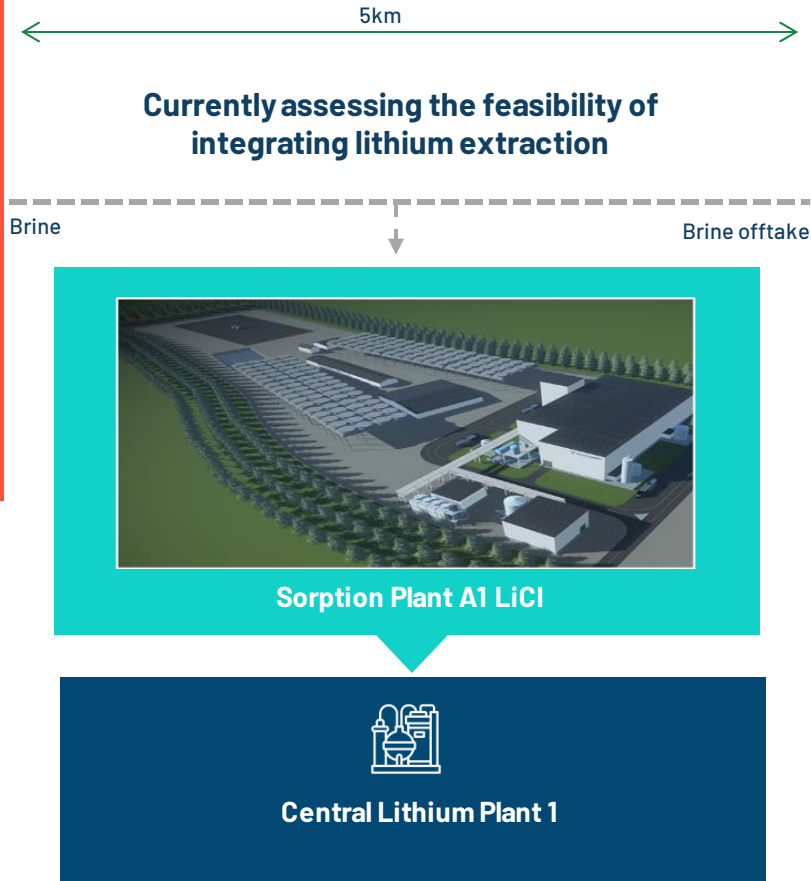 5km
Currently assessing the feasibility of
integrating lithium extraction
Brine
Brine offtake
Sorption Plant A1 LiCl
Central Lithium Plant 1